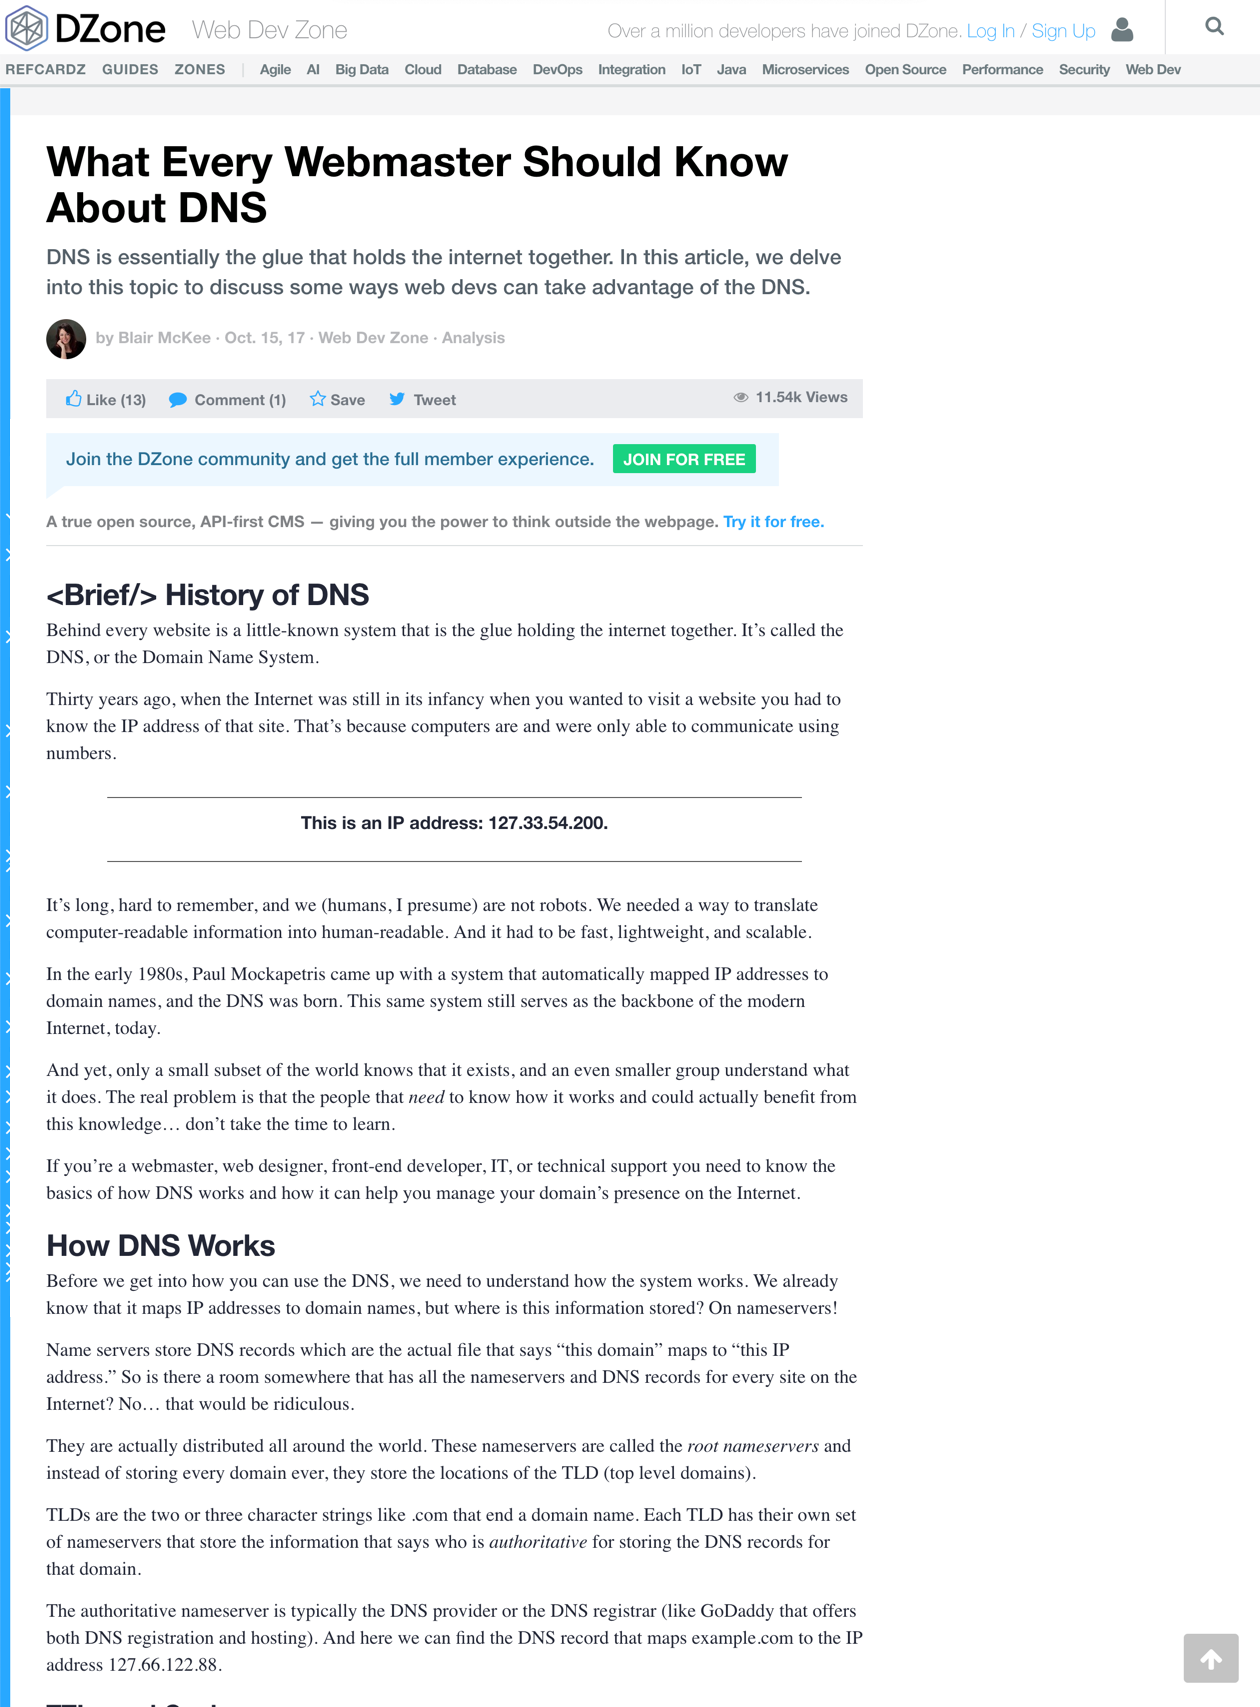 DZone Web Dev Zone Over a million developers have joined DZone. Log In / Sign Up
REFCARDZ GUIDES ZONES | Agile AI Big Data Cloud Database DevOps Integration IoT Java Microservices Open Source Performance Security Web Dev
What Every Webmaster Should Know
About DNS
DNS is essentially the glue that holds the internet together. In this article, we delve
into this topic to discuss some ways web devs can take advantage of the DNS.
by Blair McKee · Oct. 15, 17 · Web Dev Zone · Analysis
Like (13) Comment (1) Save Tweet 11.54k Views
Join the DZone community and get the full member experience. JOIN FOR FREE
A true open source, API-first CMS — giving you the power to think outside the webpage. Try it for free.
<Brief/> History of DNS
Behind every website is a little-known system that is the glue holding the internet together. It’s called the
DNS, or the Domain Name System.
Thirty years ago, when the Internet was still in its infancy when you wanted to visit a website you had to
know the IP address of that site. That’s because computers are and were only able to communicate using
numbers.
This is an IP address: 127.33.54.200.
It’s long, hard to remember, and we (humans, I presume) are not robots. We needed a way to translate
computer-readable information into human-readable. And it had to be fast, lightweight, and scalable.
In the early 1980s, Paul Mockapetris came up with a system that automatically mapped IP addresses to
domain names, and the DNS was born. This same system still serves as the backbone of the modern
Internet, today.
And yet, only a small subset of the world knows that it exists, and an even smaller group understand what
it does. The real problem is that the people that need to know how it works and could actually benefit from
this knowledge… don’t take the time to learn.
If you’re a webmaster, web designer, front-end developer, IT, or technical support you need to know the
basics of how DNS works and how it can help you manage your domain’s presence on the Internet.
How DNS Works
Before we get into how you can use the DNS, we need to understand how the system works. We already
know that it maps IP addresses to domain names, but where is this information stored? On nameservers!
Name servers store DNS records which are the actual file that says “this domain” maps to “this IP
address.” So is there a room somewhere that has all the nameservers and DNS records for every site on the
Internet? No… that would be ridiculous.
They are actually distributed all around the world. These nameservers are called the root nameservers and
instead of storing every domain ever, they store the locations of the TLD (top level domains).
TLDs are the two or three character strings like .com that end a domain name. Each TLD has their own set
of nameservers that store the information that says who is authoritative for storing the DNS records for
that domain.
The authoritative nameserver is typically the DNS provider or the DNS registrar (like GoDaddy that offers
both DNS registration and hosting). And here we can find the DNS record that maps example.com to the IP
address 127.66.122.88.